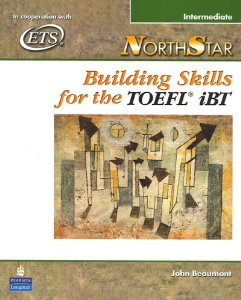 In cooperation with
Intermediate
ETS
NORTHSTAR
Building Skills
for the TOEFL® iBT
PEARSON
Longman
John Beaumont